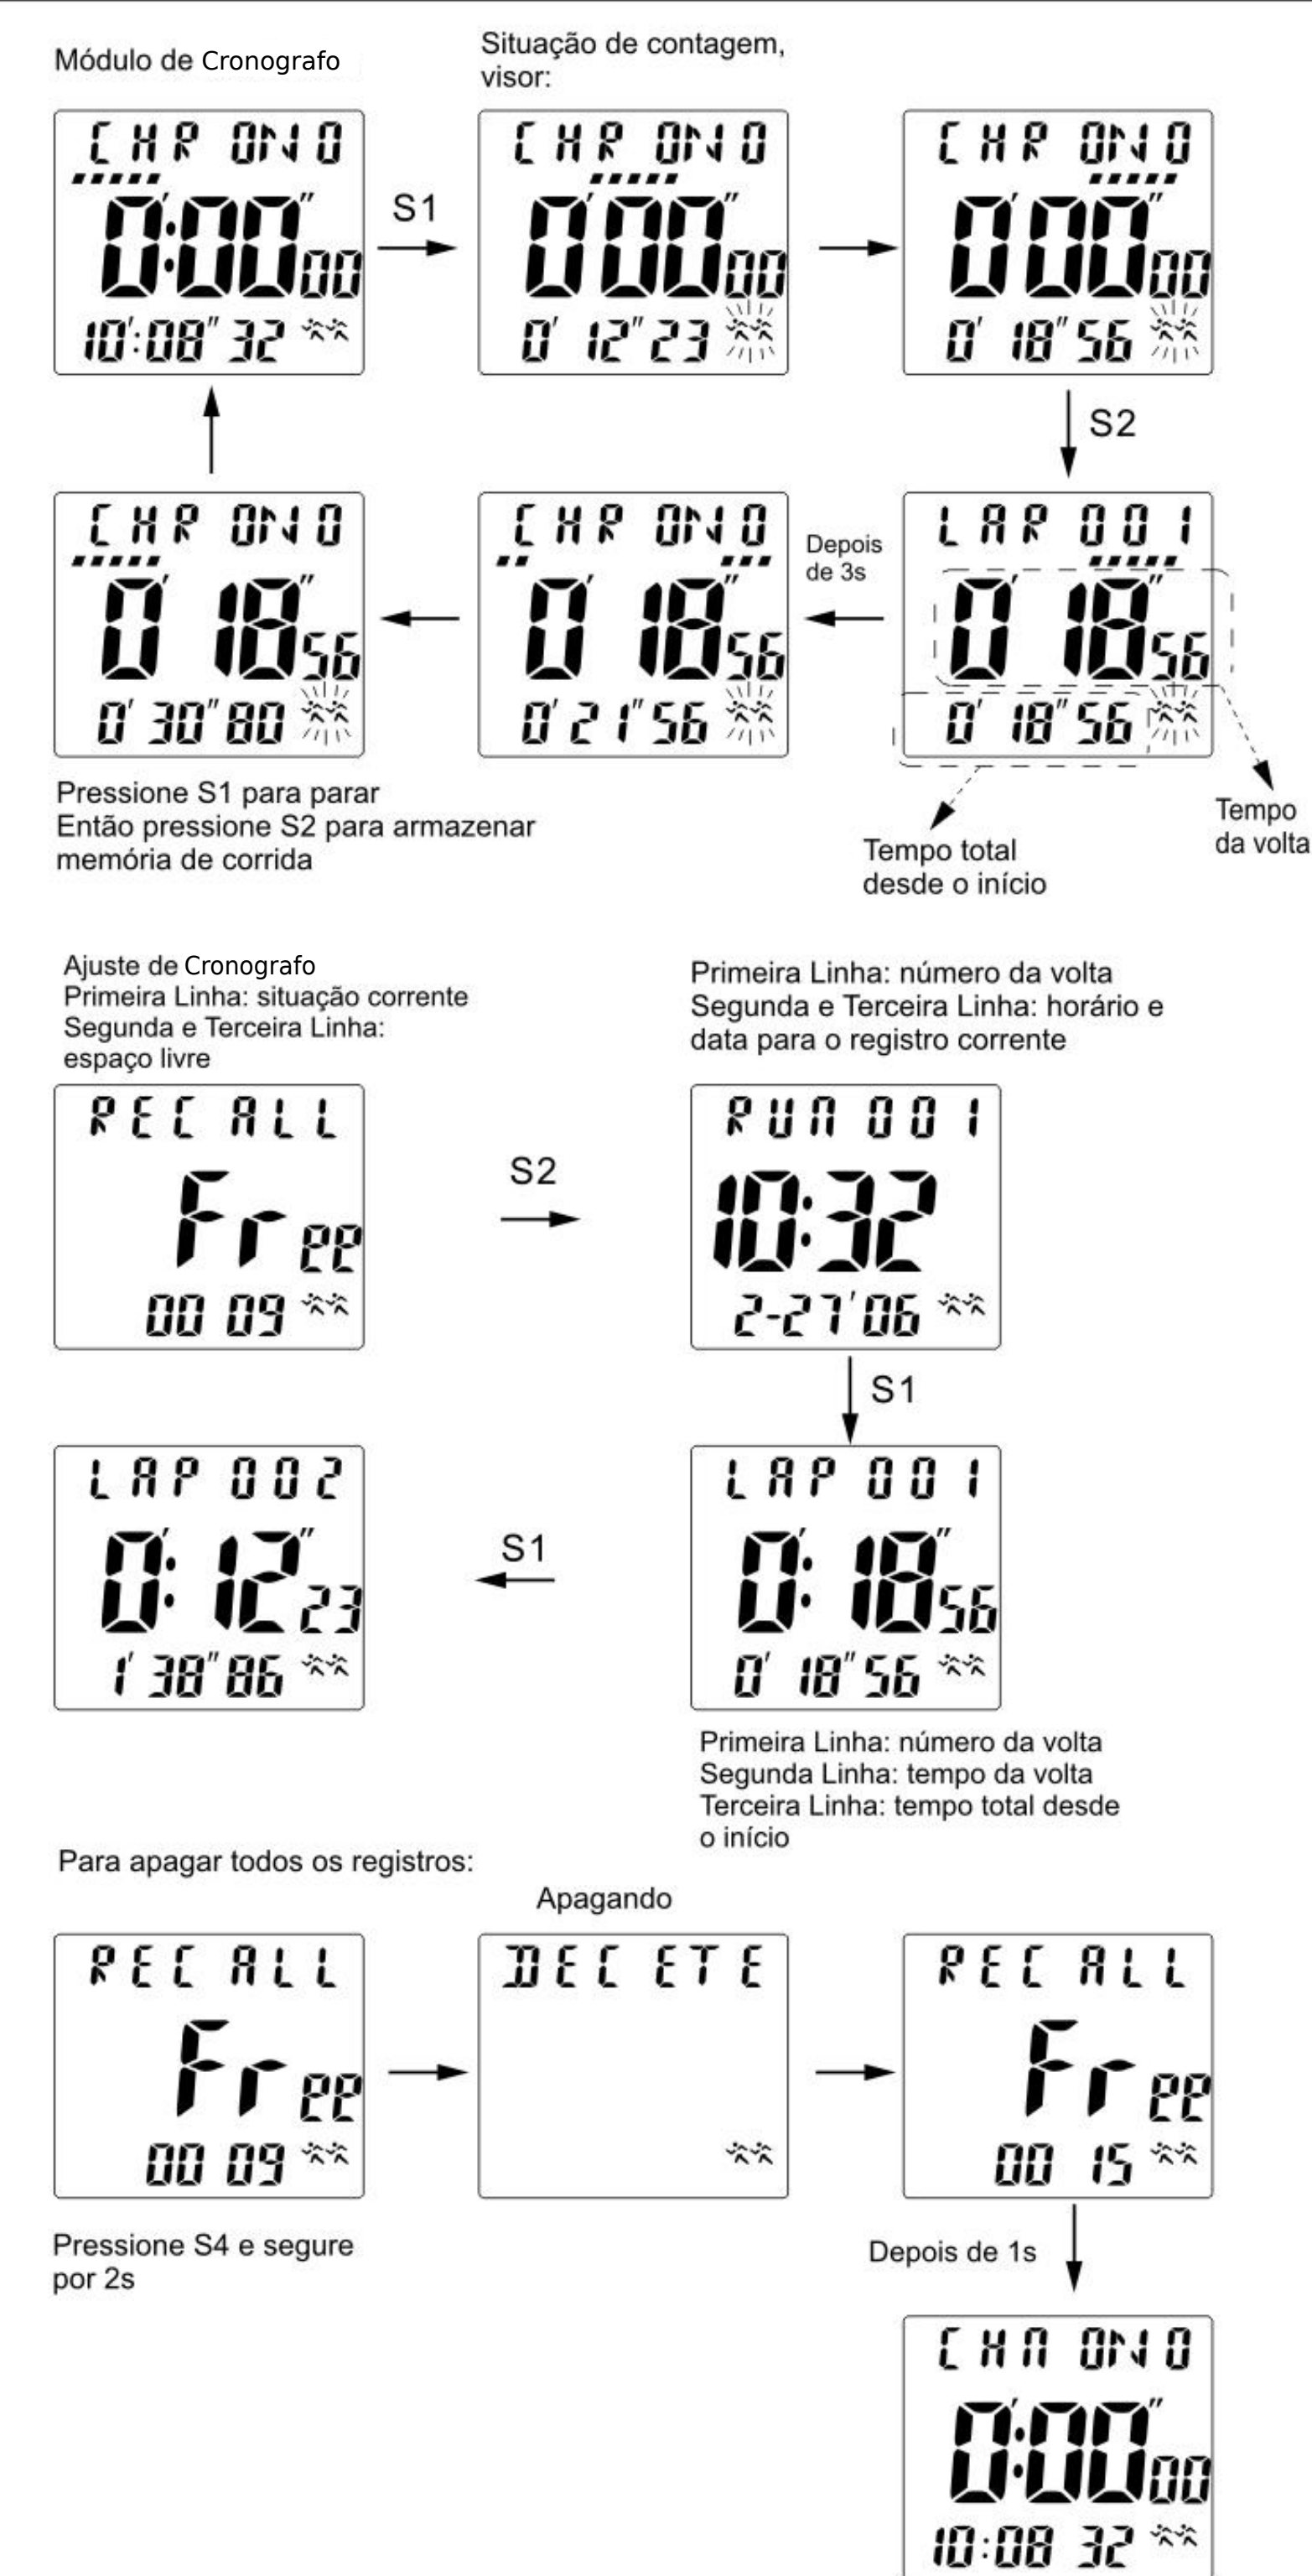 Módulo de Cronografo
Situação de contagem,
visor:
CHR ONO
0:00 00
10':08" 32
S1
CHR ONO
0'00" 00
0' 12" 23
CHR ONO
0'00" 00
0' 18" 56
S2
CHR ONO
0' 18" 56
0' 30" 80
CHR ONO
0' 18" 56
0' 21" 56
Depois
de 3s
LAP 001
0' 18" 56
0' 18" 56
Pressione S1 para parar
Então pressione S2 para armazenar
memória de corrida
Tempo total
desde o início
Tempo
da volta
Ajuste de Cronografo
Primeira Linha: situação corrente
Segunda e Terceira Linha:
espaço livre
Primeira Linha: número da volta
Segunda e Terceira Linha: horário e
data para o registro corrente
REC ALL
Free
00 09
S2
RUN 001
10:32
2-27'06
S1
LAP 002
0:12 23
1' 38" 86
S1
LAP 001
0:18 56
0' 18" 56
Primeira Linha: número da volta
Segunda Linha: tempo da volta
Terceira Linha: tempo total desde
o início
Para apagar todos os registros:
Apagando
REC ALL
Free
00 09
DEC ETE
REC ALL
Free
00 15
Pressione S4 e segure
por 2s
Depois de 1s
CHN ONO
0:00 00
10:08 32